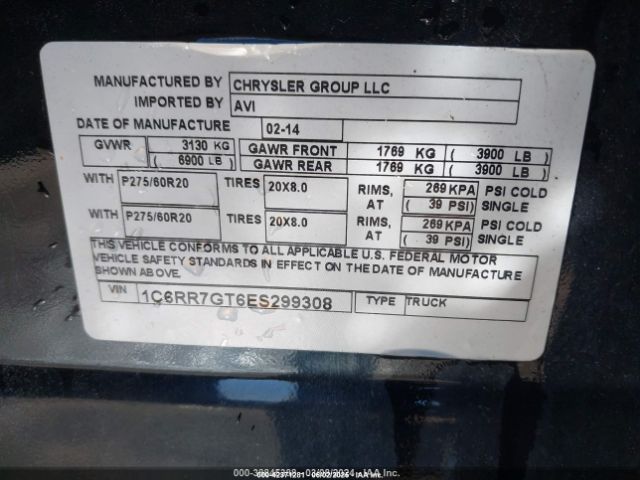 MANUFACTURED BY CHRYSLER GROUP LLC
IMPORTED BY AVI
DATE OF MANUFACTURE 02-14
GVWR 3130 KG GAWR FRONT 1769 KG ( 3900 LB )
( 6900 LB ) GAWR REAR 1769 KG ( 3900 LB )
WITH P275/60R20 TIRES 20X8.0 RIMS, 269 KPA PSI COLD
AT ( 39 PSI) SINGLE
WITH P275/60R20 TIRES 20X8.0 RIMS, 269 KPA PSI COLD
AT ( 39 PSI) SINGLE
THIS VEHICLE CONFORMS TO ALL APPLICABLE U.S. FEDERAL MOTOR
VEHICLE SAFETY STANDARDS IN EFFECT ON THE DATE OF MANUFACTURE
SHOWN ABOVE
VIN 1C6RR7GT6ES299308 TYPE TRUCK